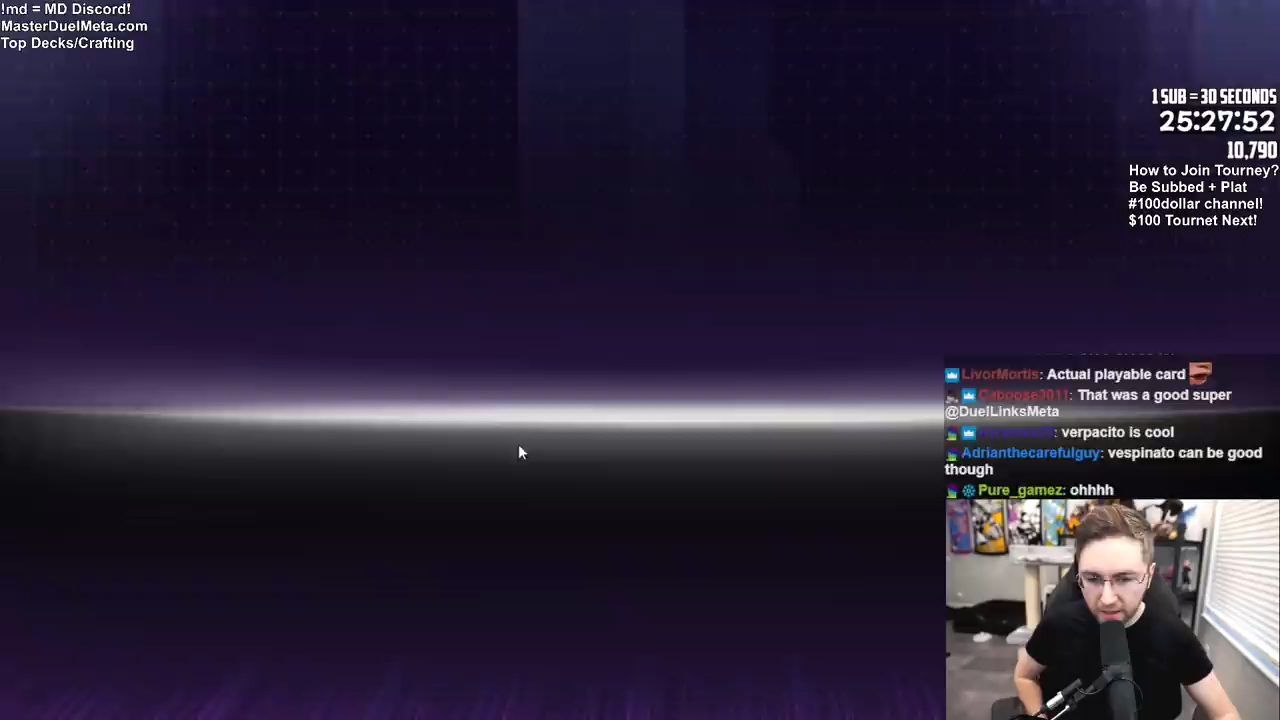 !md = MD Discord!
MasterDuelMeta.com
Top Decks/Crafting
1 SUB = 30 SECONDS
25:27:52
10,790
How to Join Tourney?
Be Subbed + Plat
#100dollar channel!
$100 Tournet Next!
LivorMortis: Actual playable card
Caboose3011: That was a good super
@DuelLinksMeta
: verpacito is cool
Adrianthecarefulguy: vespinato can be good
though
Pure_gamez: ohhhh